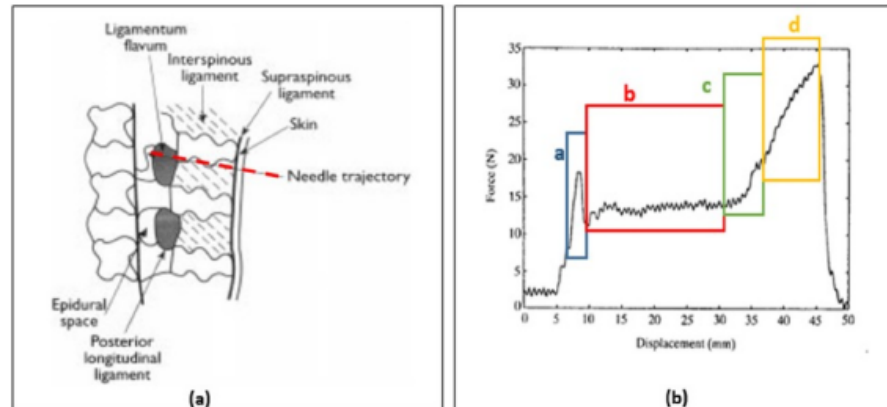 Ligamentum
flavum
Interspinous
ligament
Supraspinous
ligament
Skin
Needle trajectory
Epidural
space
Posterior
longitudinal
ligament
(a)
d
c
b
a
35
30
25
20
15
10
5
0
Force (N)
0 5 10 15 20 25 30 35 40 45 50
Displacement (mm)
(b)